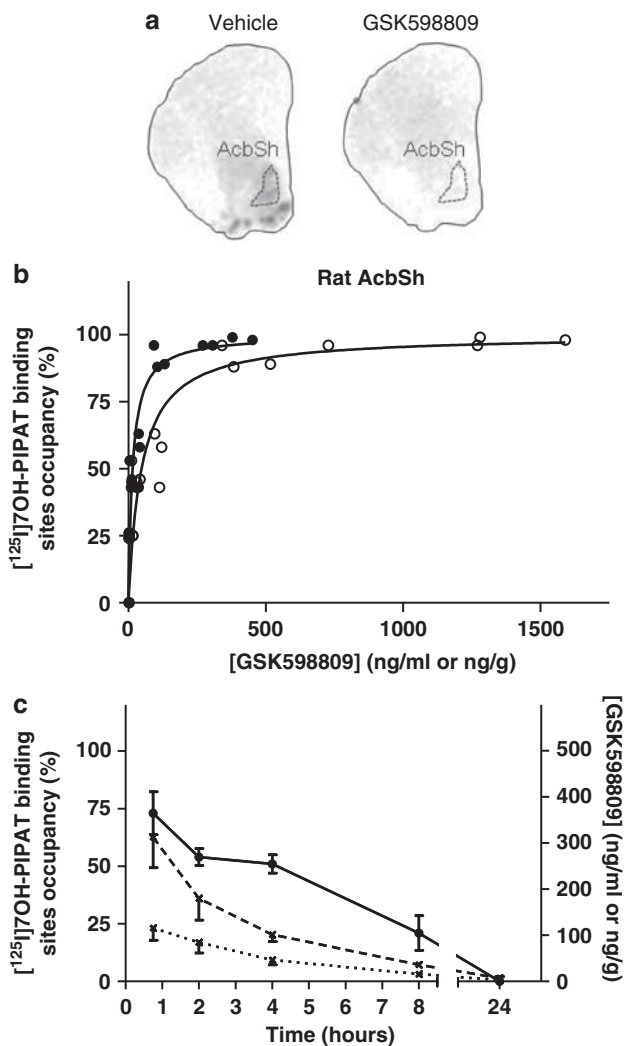 a
Vehicle
GSK598809
AcbSh
AcbSh
b
Rat AcbSh
[¹²⁵I]7OH-PIPAT binding
sites occupancy (%)
100
75
50
25
0
0
500
1000
1500
[GSK598809] (ng/ml or ng/g)
c
[¹²⁵I]7OH-PIPAT binding
sites occupancy (%)
100
75
50
25
0
[GSK598809] (ng/ml or ng/g)
500
400
300
200
100
0
0 1 2 3 4 5 6 7 8 24
Time (hours)